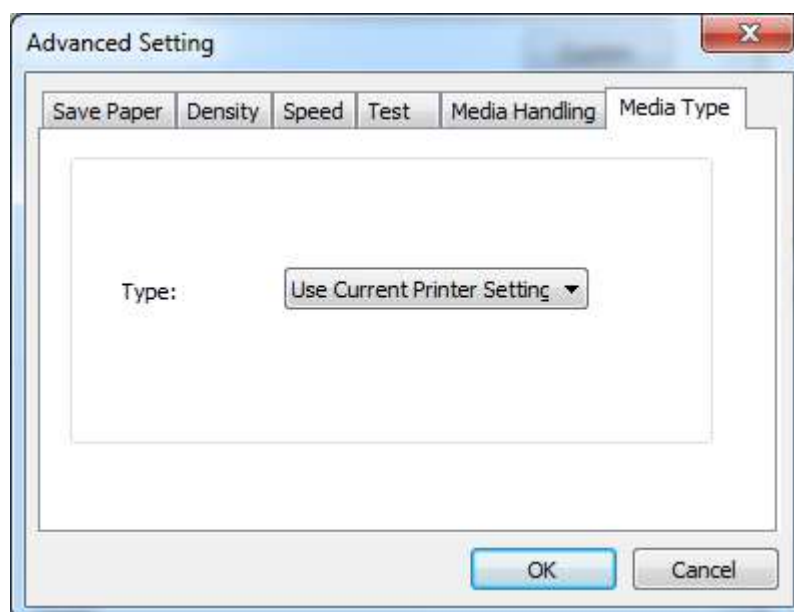 Advanced Setting
Save Paper Density Speed Test Media Handling Media Type
Type: Use Current Printer Setting
OK Cancel